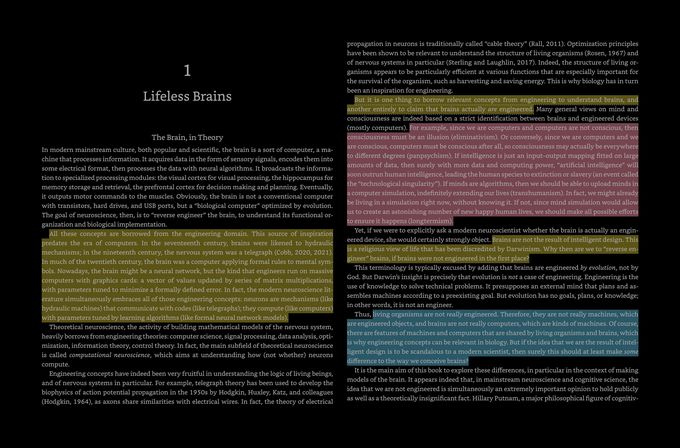 1
Lifeless Brains
The Brain, in Theory
In modern mainstream culture, both popular and scientific, the brain is a sort of computer, a ma-
chine that processes information. It acquires data in the form of sensory signals, encodes them into
some electrical format, then processes the data with neural algorithms. It broadcasts the informa-
tion to specialized processing modules: the visual cortex for visual processing, the hippocampus for
memory storage and retrieval, the prefrontal cortex for decision making and planning. Eventually,
it outputs motor commands to the muscles. Obviously, the brain is not a conventional computer
with transistors, hard drives, and USB ports, but a "biological computer" optimized by evolution.
The goal of neuroscience, then, is to "reverse engineer" the brain, to understand its functional or-
ganization and biological implementation.
All these concepts are borrowed from the engineering domain. This source of inspiration
predates the era of computers. In the seventeenth century, brains were likened to hydraulic
mechanisms; in the nineteenth century, the nervous system was a telegraph (Cobb, 2020, 2021).
In much of the twentieth century, the brain was a computer applying formal rules to mental sym-
bols. Nowadays, the brain might be a neural network, but the kind that engineers run on massive
computers with graphics cards: a vector of values updated by series of matrix multiplications,
with parameters tuned to minimize a formally defined error. In fact, the modern neuroscience lit-
erature simultaneously embraces all of those engineering concepts: neurons are mechanisms (like
hydraulic machines) that communicate with codes (like telegraphs); they compute (like computers)
with parameters tuned by learning algorithms (like formal neural network models).
Theoretical neuroscience, the activity of building mathematical models of the nervous system,
heavily borrows from engineering theories: computer science, signal processing, data analysis, op-
timization, information theory, control theory. In fact, the main subfield of theoretical neuroscience
is called computational neuroscience, which aims at understanding how (not whether) neurons
compute.
Engineering concepts have indeed been very fruitful in understanding the logic of living beings,
and of nervous systems in particular. For example, telegraph theory has been used to develop the
biophysics of action potential propagation in the 1950s by Hodgkin, Huxley, Katz, and colleagues
(Hodgkin, 1964), as axons share similarities with electrical wires. In fact, the theory of electrical
propagation in neurons is traditionally called "cable theory" (Rall, 2011). Optimization principles
have been shown to be relevant to understand the structure of living organisms (Rosen, 1967) and
of nervous systems in particular (Sterling and Laughlin, 2017). Indeed, the structure of living or-
ganisms appears to be particularly efficient at various functions that are especially important for
the survival of the organism, such as harvesting and saving energy. This is why biology has in turn
been an inspiration for engineering.
But it is one thing to borrow relevant concepts from engineering to understand brains, and
another entirely to claim that brains actually are engineered. Many general views on mind and
consciousness are indeed based on a strict identification between brains and engineered devices
(mostly computers). For example, since we are computers and computers are not conscious, then
consciousness must be an illusion (eliminativism). Or conversely, since we are computers and we
are conscious, computers must be conscious after all, so consciousness may actually be everywhere
to different degrees (panpsychism). If intelligence is just an input-output mapping fitted on large
amounts of data, then surely with more data and computing power, "artificial intelligence" will
soon outrun human intelligence, leading the human species to extinction or slavery (an event called
the "technological singularity"). If minds are algorithms, then we should be able to upload minds in
a computer simulation, indefinitely extending our lives (transhumanism). In fact, we might already
be living in a simulation right now, without knowing it. If not, since mind simulation would allow
us to create an astonishing number of new happy human lives, we should make all possible efforts
to ensure it happens (longtermism).
Yet, if we were to explicitly ask a modern neuroscientist whether the brain is actually an engin-
eered device, she would certainly strongly object. Brains are not the result of intelligent design. This
is a religious view of life that has been discredited by Darwinism. Why then are we to "reverse en-
gineer" brains, if brains were not engineered in the first place?
This terminology is typically excused by adding that brains are engineered by evolution, not by
God. But Darwin's insight is precisely that evolution is not a case of engineering. Engineering is the
use of knowledge to solve technical problems. It presupposes an external mind that plans and as-
sembles machines according to a preexisting goal. But evolution has no goals, plans, or knowledge;
in other words, it is not an engineer.
Thus, living organisms are not really engineered. Therefore, they are not really machines, which
are engineered objects, and brains are not really computers, which are kinds of machines. Of course,
there are features of machines and computers that are shared by living organisms and brains, which
is why engineering concepts can be relevant in biology. But if the idea that we are the result of intel-
ligent design is to be scandalous to a modern scientist, then surely this should at least make some
difference to the way we conceive brains?
It is the main aim of this book to explore these differences, in particular in the context of making
models of the brain. It appears indeed that, in mainstream neuroscience and cognitive science, the
idea that we are not engineered is simultaneously an extremely important opinion to hold publicly
as well as a theoretically insignificant fact. Hillary Putnam, a major philosophical figure of cognitiv-